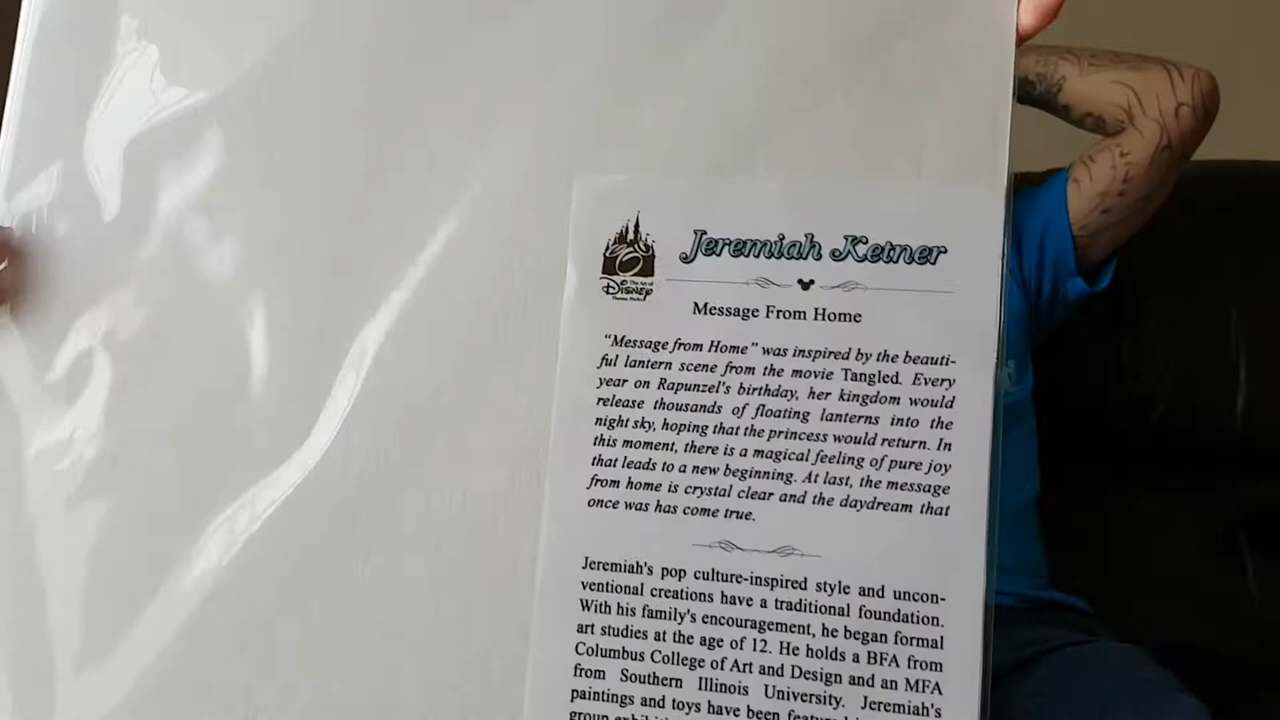 Jeremiah Ketner
The Art of
Disney
Theme Parks
Message From Home
“Message from Home” was inspired by the beauti-
ful lantern scene from the movie Tangled. Every
year on Rapunzel's birthday, her kingdom would
release thousands of floating lanterns into the
night sky, hoping that the princess would return. In
this moment, there is a magical feeling of pure joy
that leads to a new beginning. At last, the message
from home is crystal clear and the daydream that
once was has come true.
Jeremiah's pop culture-inspired style and uncon-
ventional creations have a traditional foundation.
With his family's encouragement, he began formal
art studies at the age of 12. He holds a BFA from
Columbus College of Art and Design and an MFA
from Southern Illinois University. Jeremiah's
paintings and toys have been
group